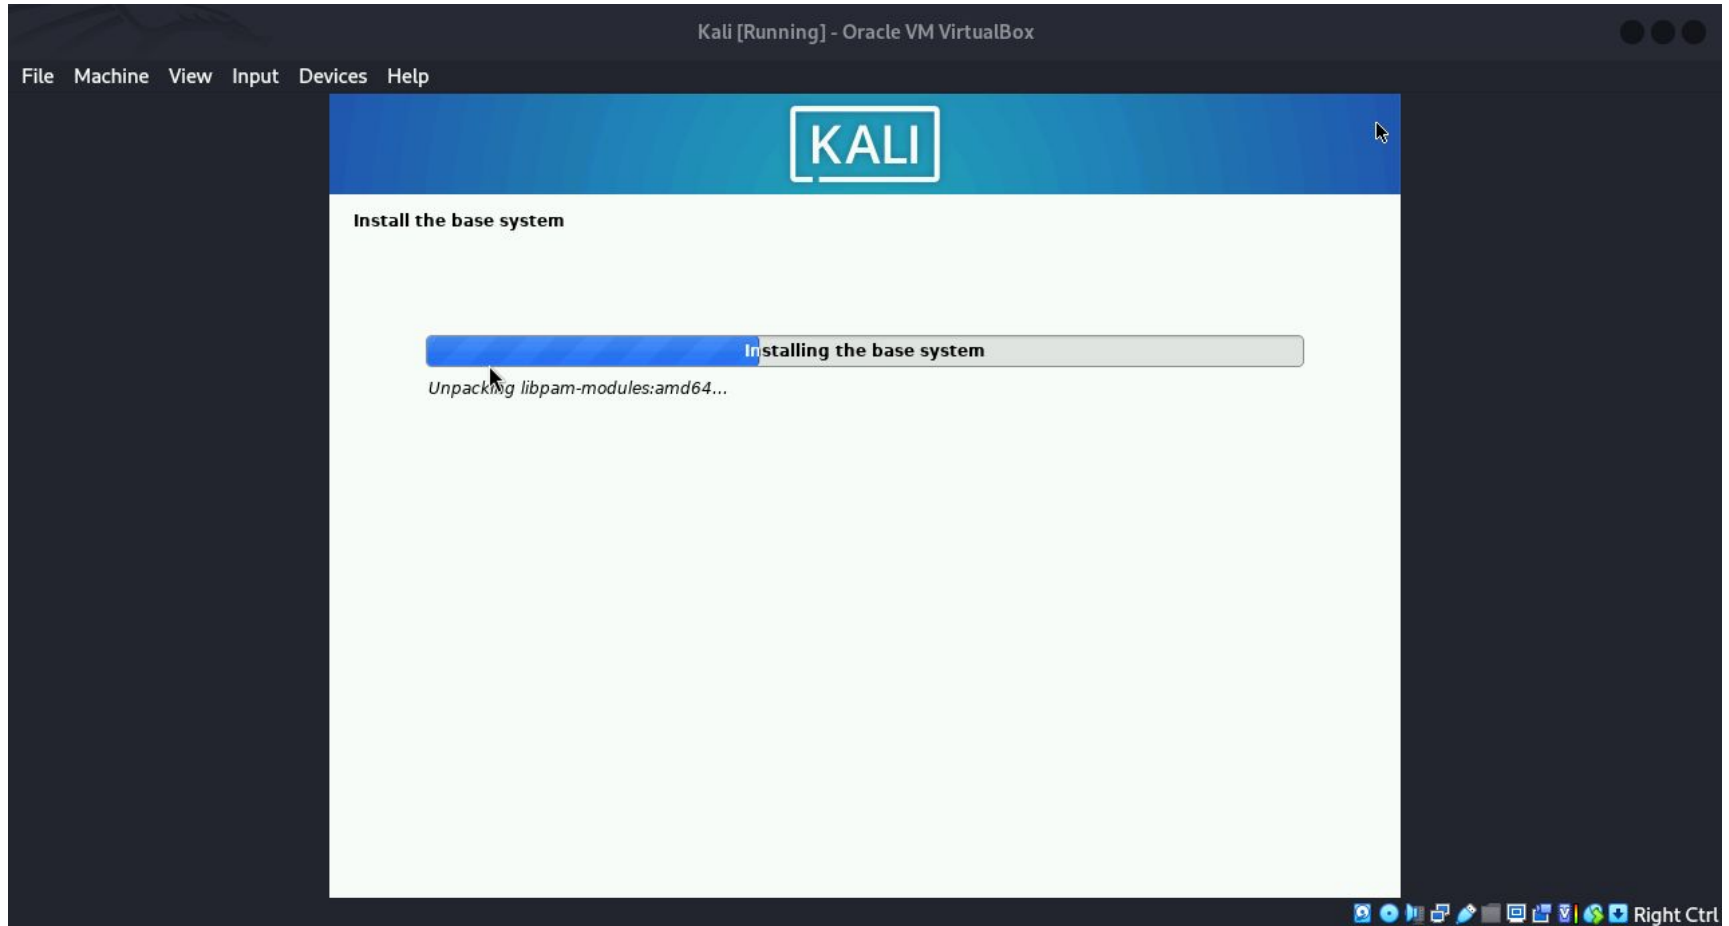 Kali [Running] - Oracle VM VirtualBox
File Machine View Input Devices Help
KALI
Install the base system
Installing the base system
Unpacking libpam-modules:amd64...
Right Ctrl